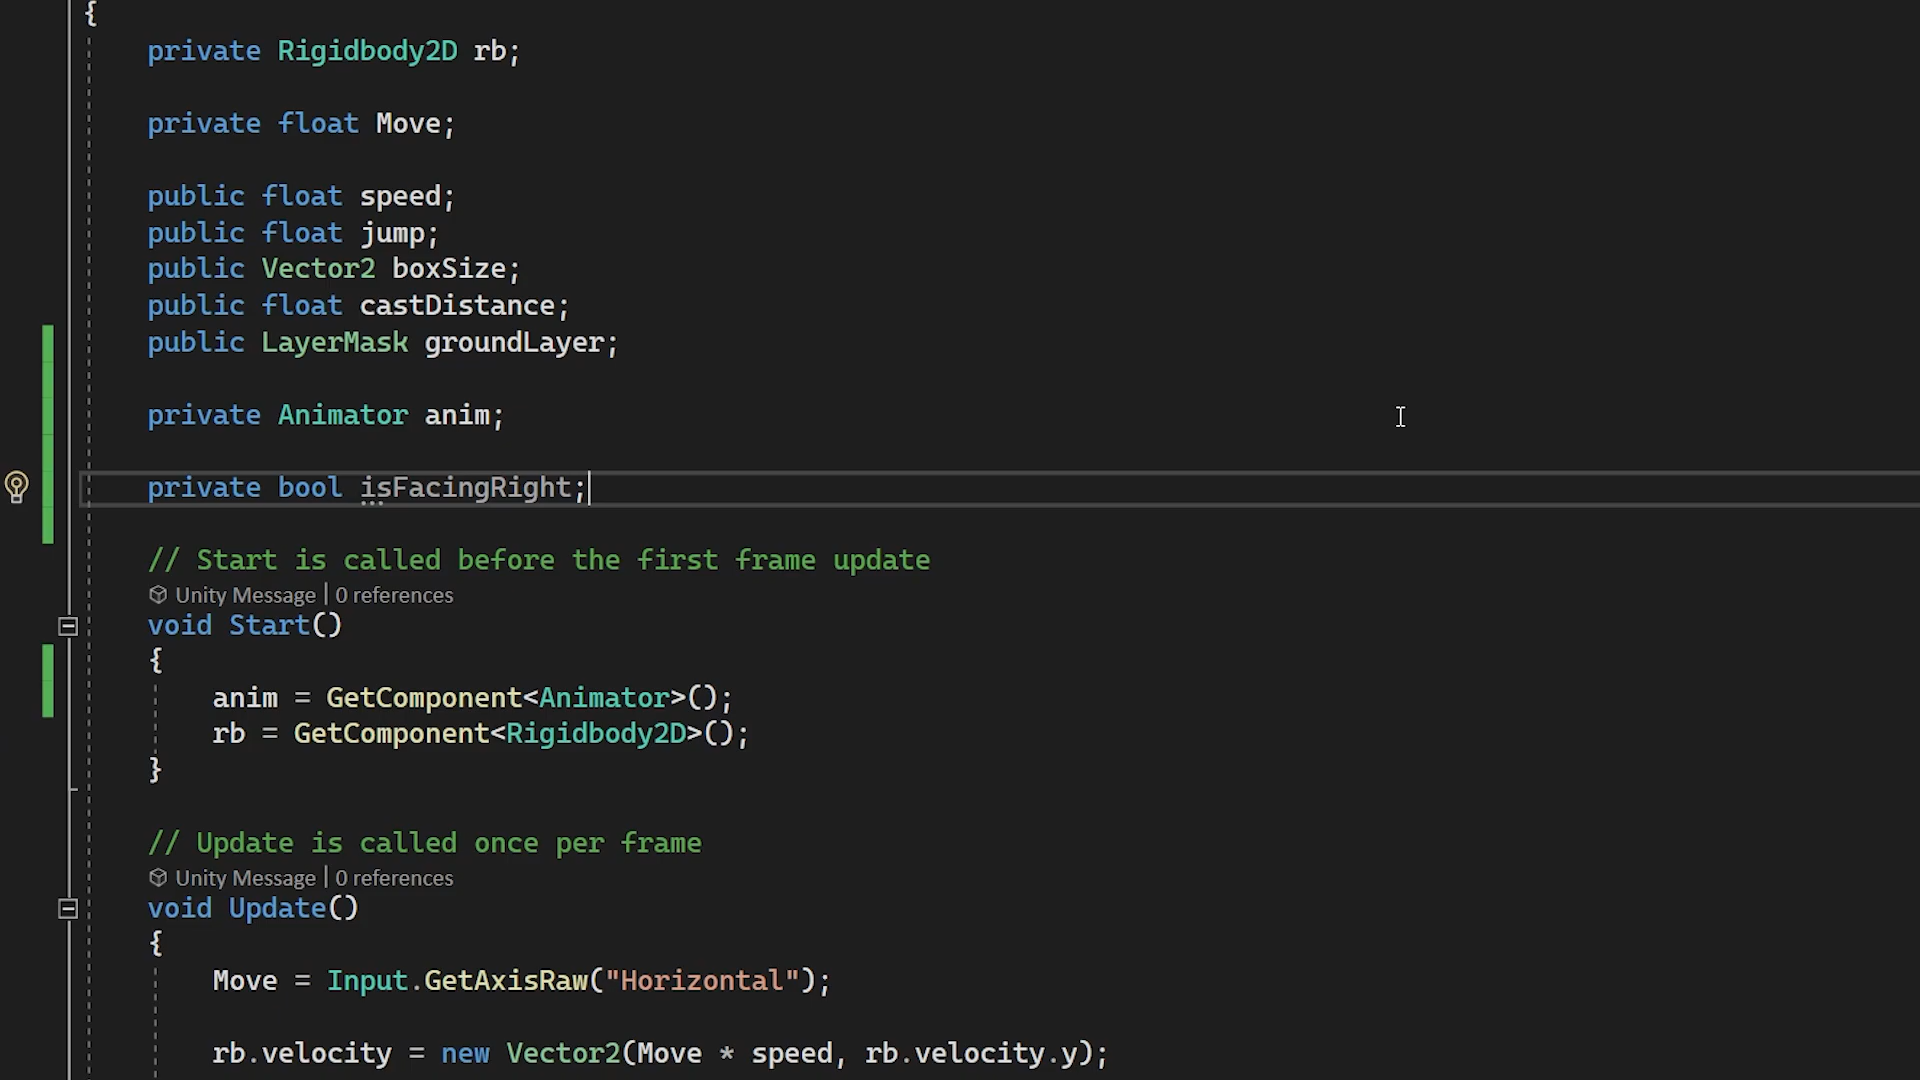 {
private Rigidbody2D rb;
private float Move;
public float speed;
public float jump;
public Vector2 boxSize;
public float castDistance;
public LayerMask groundLayer;
private Animator anim;
private bool isFacingRight;
// Start is called before the first frame update
Unity Message | 0 references
void Start()
{
anim = GetComponent<Animator>();
rb = GetComponent<Rigidbody2D>();
}
// Update is called once per frame
Unity Message | 0 references
void Update()
{
Move = Input.GetAxisRaw("Horizontal");
rb.velocity = new Vector2(Move * speed, rb.velocity.y);